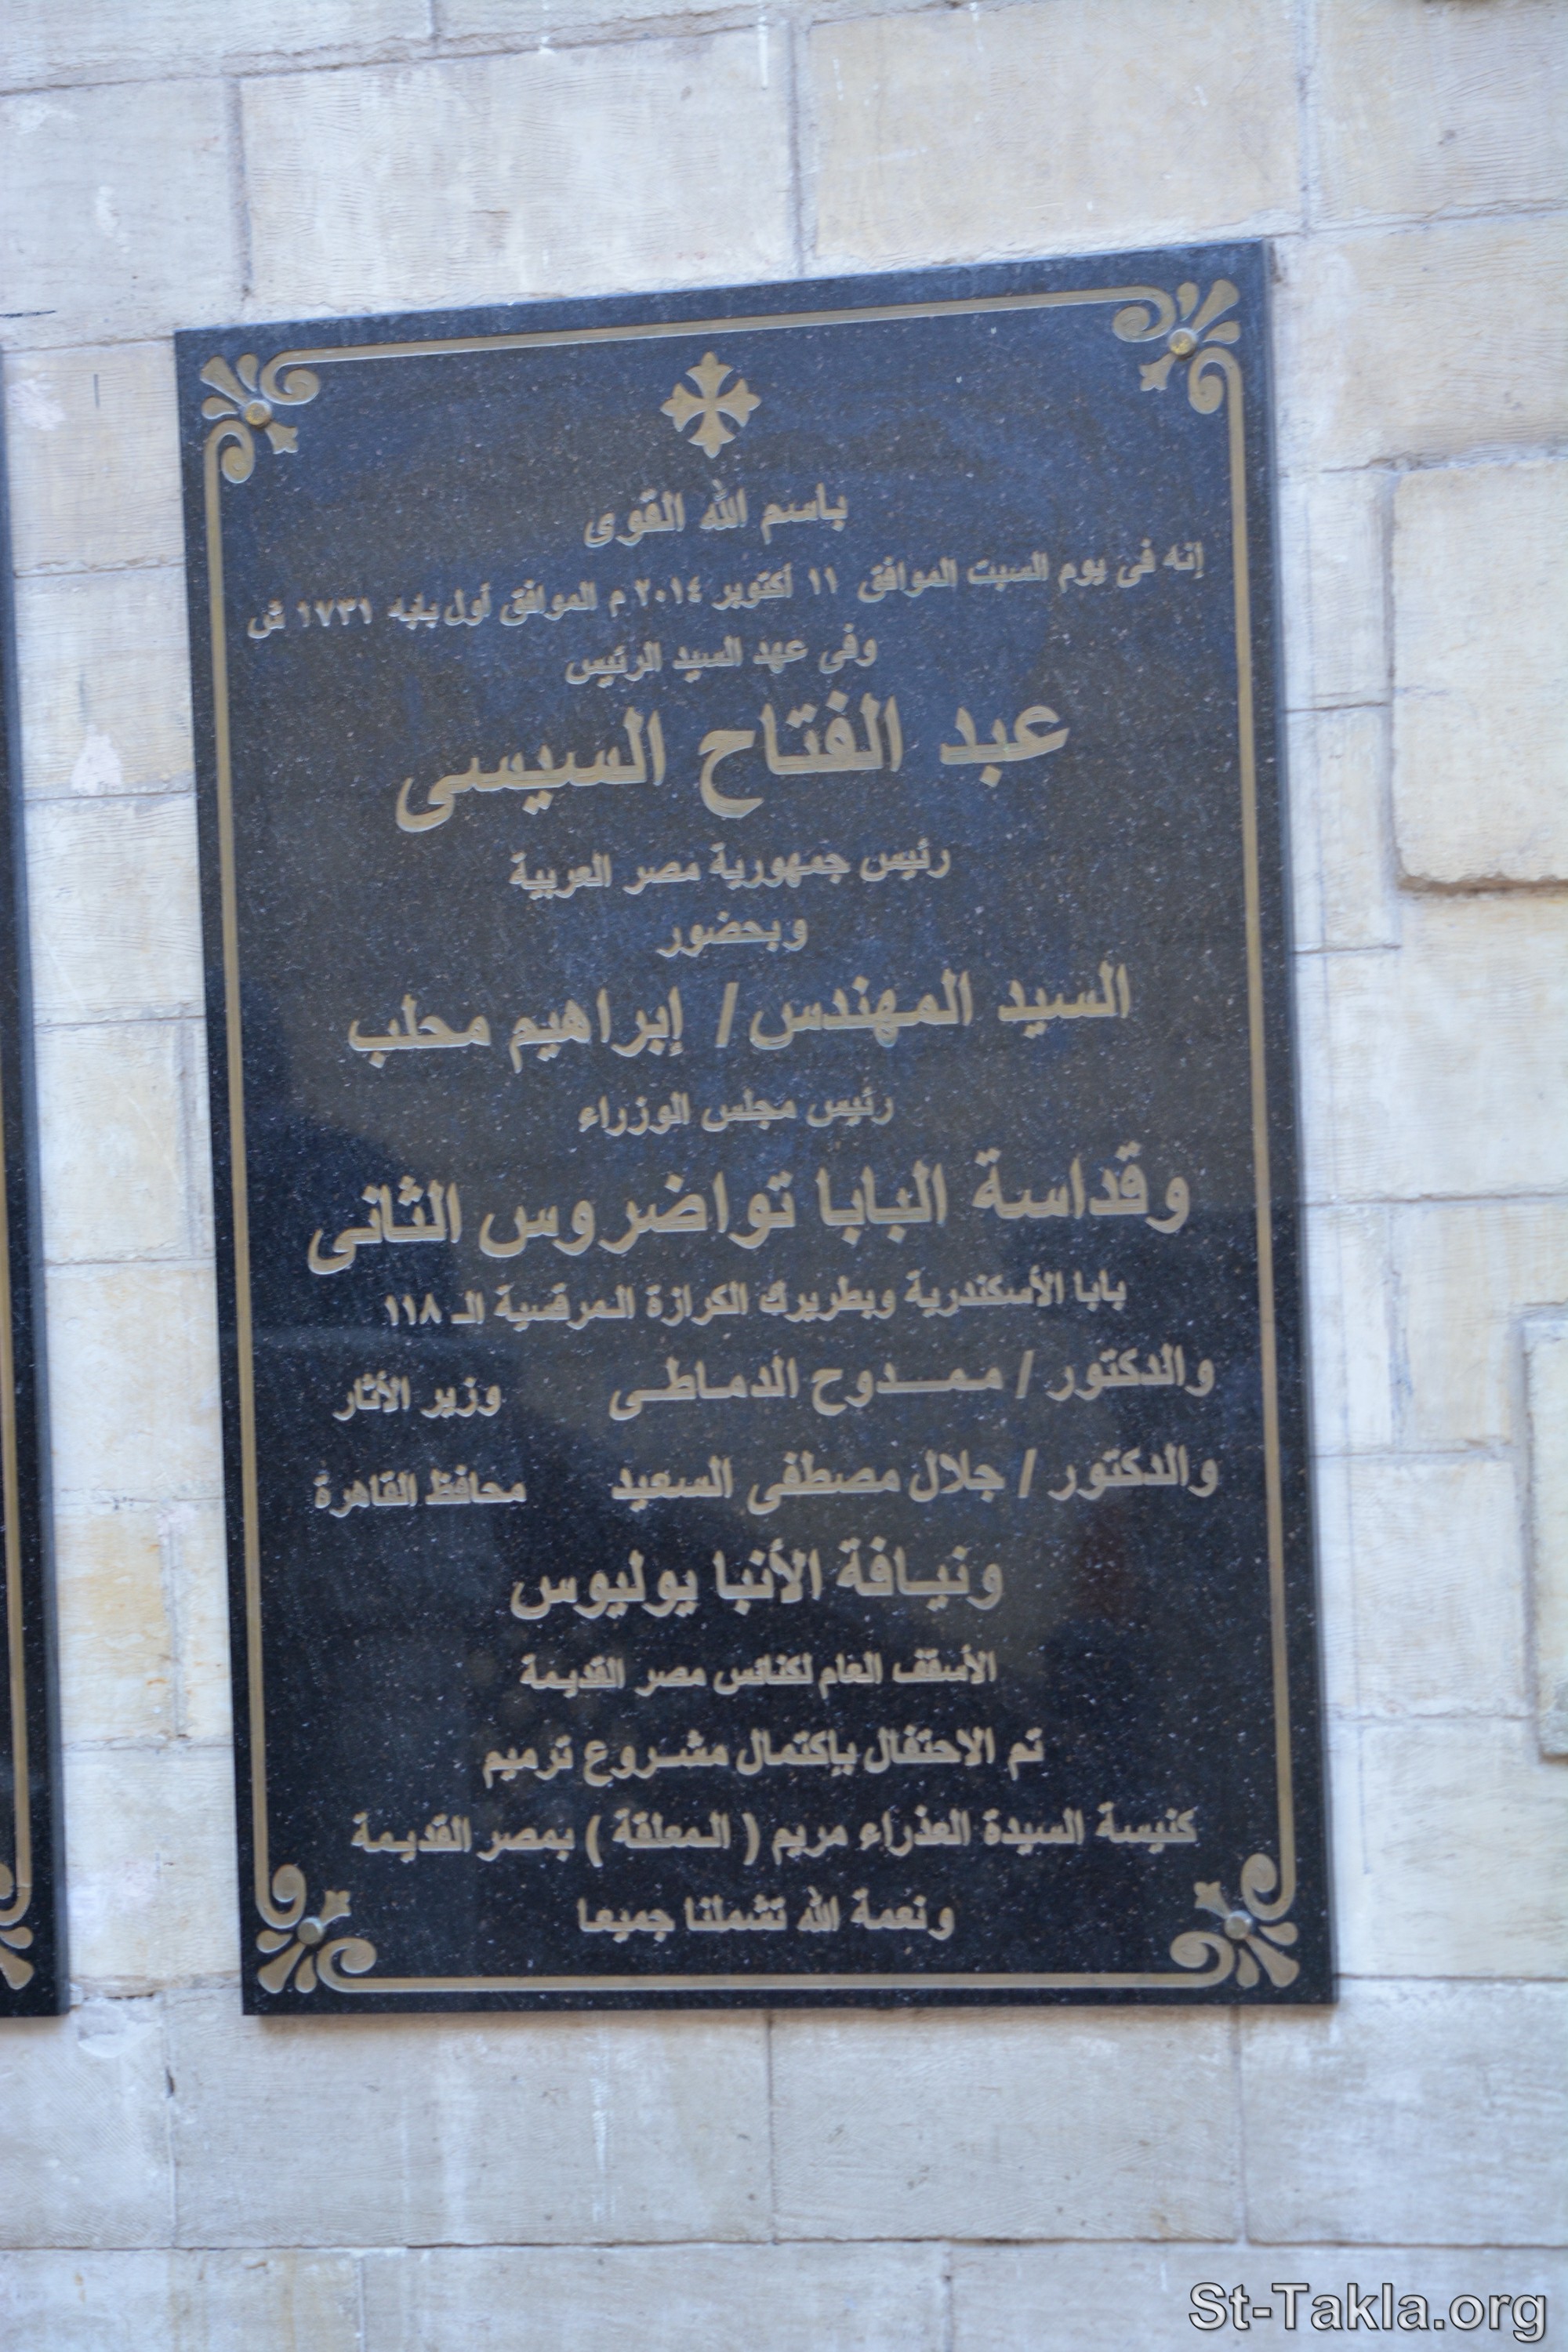 باسم الله القوى
إنه فى يوم السبت الموافق ١١ أكتوبر ٢٠١٤ م الموافق أول بابه ١٧٣١ ش
وفى عهد السيد الرئيس
عبد الفتاح السيسى
رئيس جمهورية مصر العربية
وبحضور
السيد المهندس / إبراهيم محلب
رئيس مجلس الوزراء
وقداسة البابا تواضروس الثانى
بابا الأسكندرية وبطريرك الكرازة المرقسية الـ ١١٨
والدكتور / ممدوح الدماطى وزير الأثار
والدكتور / جلال مصطفى السعيد محافظ القاهرة
ونيافة الأنبا يوليوس
الأسقف العام لكنائس مصر القديمة
تم الاحتفال بإكتمال مشروع ترميم
كنيسة السيدة العذراء مريم ( المعلقة ) بمصر القديمة
ونعمة الله تشملنا جميعا
St-Takla.org